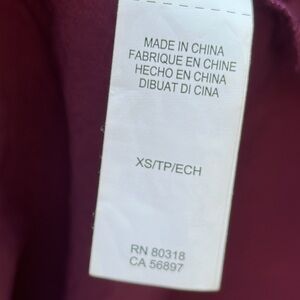 MADE IN CHINA
FABRIQUE EN CHINE
HECHO EN CHINA
DIBUAT DI CINA
XS/TP/ECH
RN 80318
CA 56897